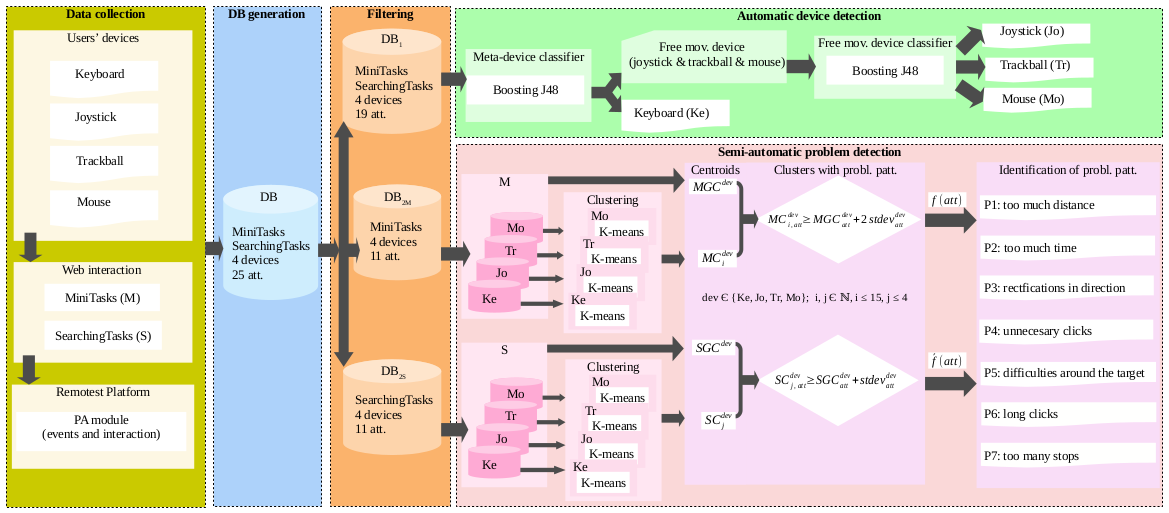 Data collection
Users' devices
Keyboard
Joystick
Trackball
Mouse
Web interaction
MiniTasks (M)
SearchingTasks (S)
Remotest Platform
PA module
(events and interaction)
DB generation
DB
MiniTasks
SearchingTasks
4 devices
25 att.
Filtering
DB1
MiniTasks
SearchingTasks
4 devices
19 att.
DB2M
MiniTasks
4 devices
11 att.
DB2S
SearchingTasks
4 devices
11 att.
Automatic device detection
Meta-device classifier
Boosting J48
Free mov. device
(joystick & trackball & mouse)
Keyboard (Ke)
Free mov. device classifier
Boosting J48
Joystick (Jo)
Trackball (Tr)
Mouse (Mo)
Semi-automatic problem detection
M
Mo
Tr
Jo
Ke
Clustering
Mo
K-means
Tr
K-means
Jo
K-means
Ke
K-means
S
Mo
Tr
Jo
Ke
Clustering
Mo
K-means
Tr
K-means
Jo
K-means
Ke
K-means
Centroids
MGC^dev
MC_i^dev
SGC^dev
SC_j^dev
Clusters with probl. patt.
MC_{i,att}^{dev} ≥ MGC_{att}^{dev} + 2 stdev_{att}^{dev}
dev Є {Ke, Jo, Tr, Mo}; i, j Є ℕ, i ≤ 15, j ≤ 4
SC_{j,att}^{dev} ≥ SGC_{att}^{dev} + stdev_{att}^{dev}
f (att)
f́ (att)
Identification of probl. patt.
P1: too much distance
P2: too much time
P3: rectfications in direction
P4: unnecesary clicks
P5: difficulties around the target
P6: long clicks
P7: too many stops